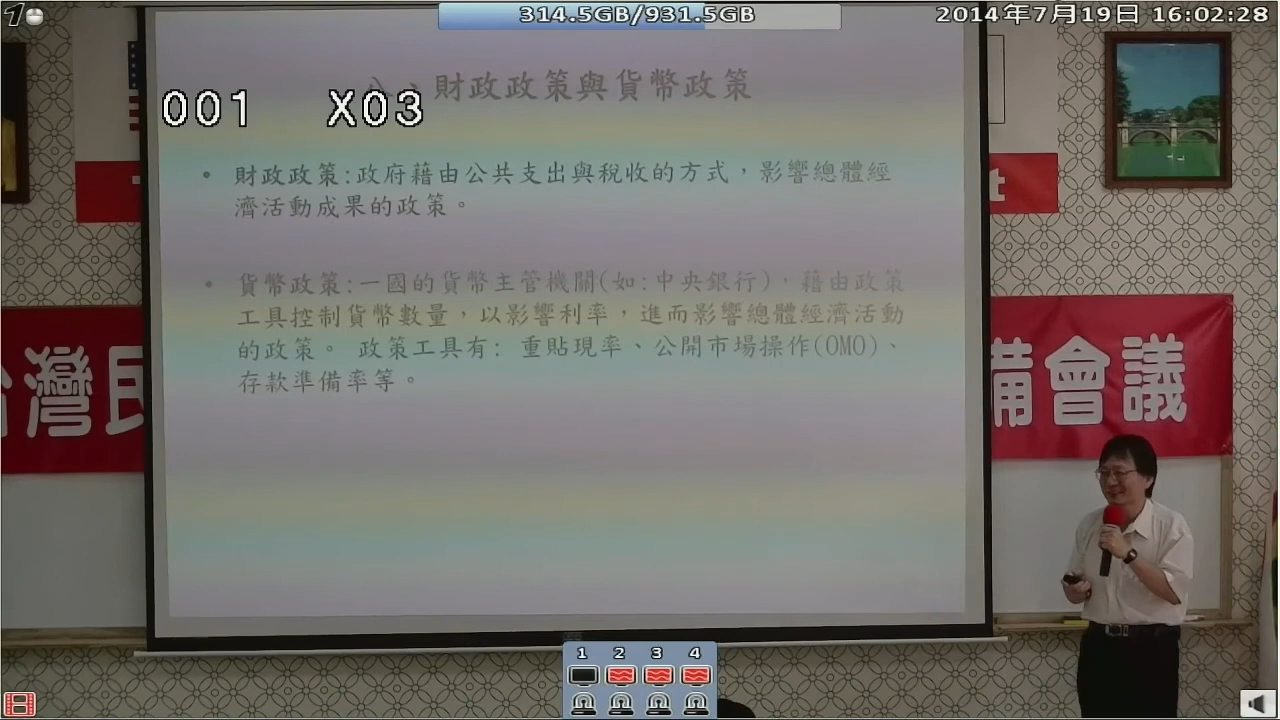 314.5GB/931.5GB
2014年7月19日 16:02:28
001 X03
財政政策與貨幣政策
• 財政政策:政府藉由公共支出與稅收的方式，影響總體經
濟活動成果的政策。
• 貨幣政策:一國的貨幣主管機關(如:中央銀行)，藉由政策
工具控制貨幣數量，以影響利率，進而影響總體經濟活動
的政策。 政策工具有: 重貼現率、公開市場操作(OMO)、
存款準備率等。
t
灣民
備會議
1 2 3 4